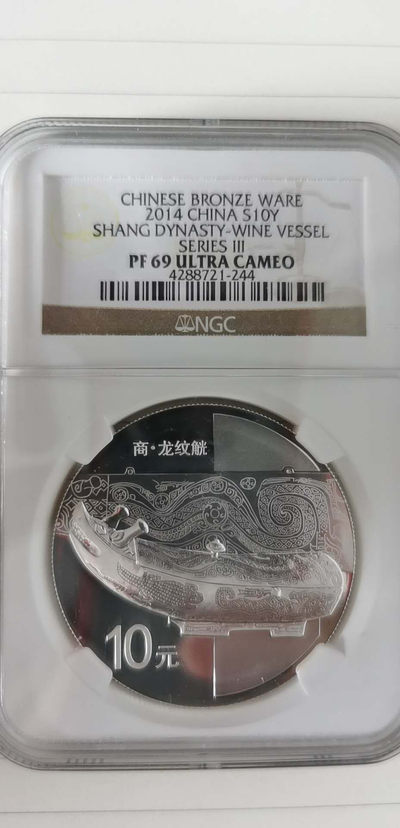 CHINESE BRONZE WARE
2014 CHINA S10Y
SHANG DYNASTY-WINE VESSEL
SERIES III
PF 69 ULTRA CAMEO
4288721-244
NGC
商·龙纹觥
10元